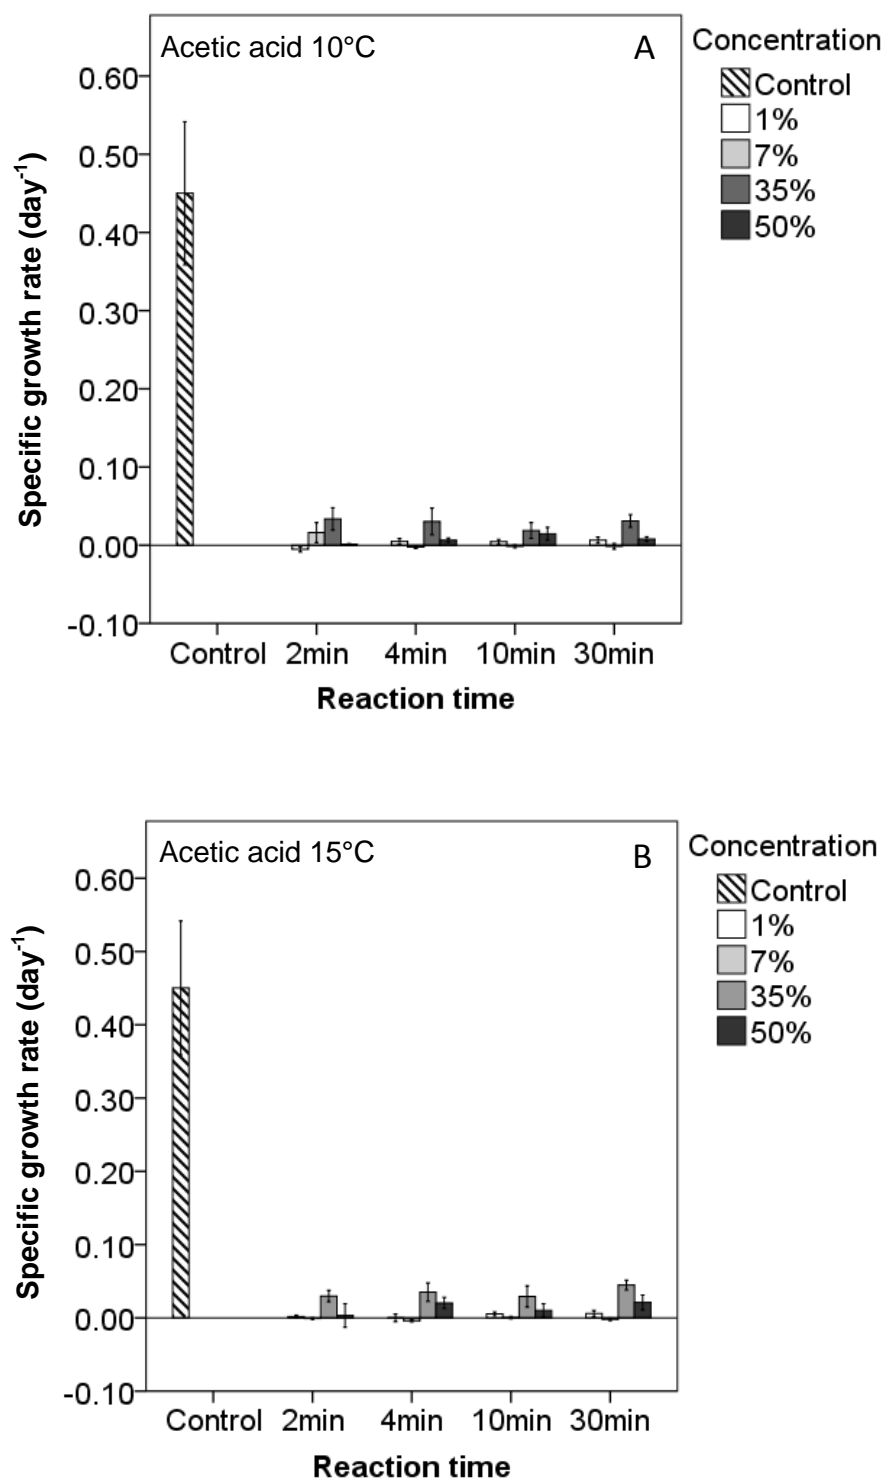 Acetic acid 10°C
A
Concentration
Control
1%
7%
35%
50%
Specific growth rate (day⁻¹)
0.60
0.50
0.40
0.30
0.20
0.10
0.00
-0.10
Control 2min 4min 10min 30min
Reaction time
Acetic acid 15°C
B
Concentration
Control
1%
7%
35%
50%
Specific growth rate (day⁻¹)
0.60
0.50
0.40
0.30
0.20
0.10
0.00
-0.10
Control 2min 4min 10min 30min
Reaction time